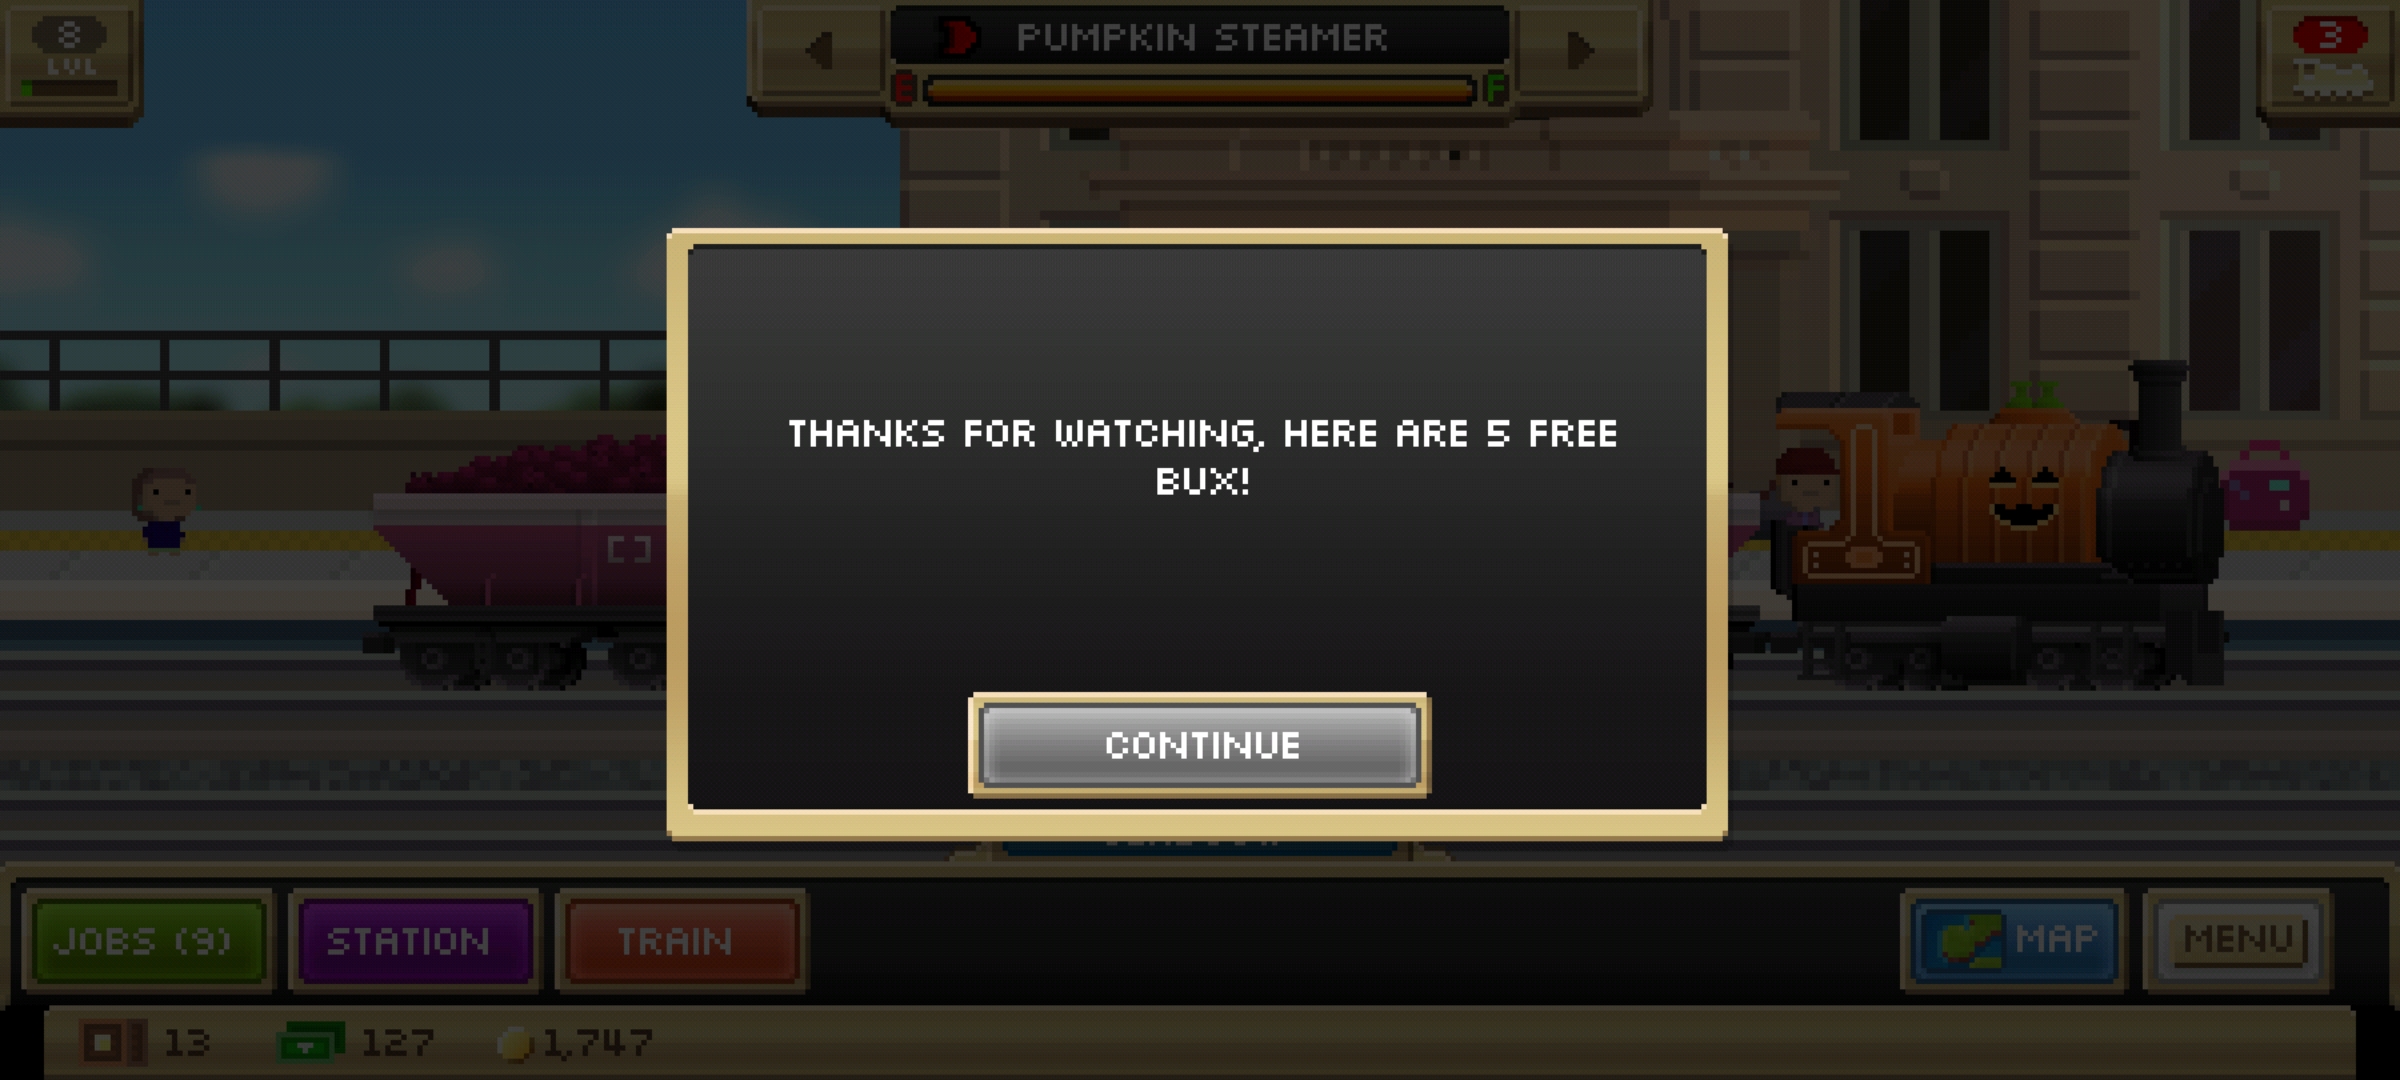 8
LVL
PUMPKIN STEAMER
E F
3
THANKS FOR WATCHING, HERE ARE 5 FREE
BUX!
CONTINUE
JOBS (9)
STATION
TRAIN
MAP
MENU
13
127
1,747